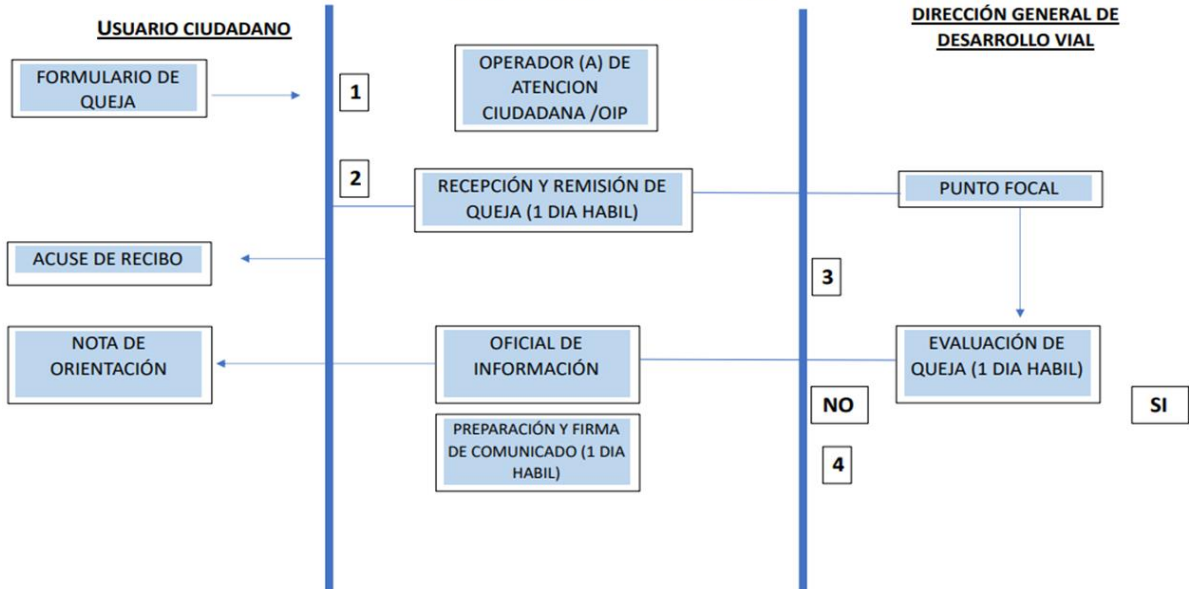 USUARIO CIUDADANO
DIRECCIÓN GENERAL DE
DESARROLLO VIAL
FORMULARIO DE
QUEJA
1
OPERADOR (A) DE
ATENCION
CIUDADANA /OIP
2
RECEPCIÓN Y REMISIÓN DE
QUEJA (1 DIA HABIL)
PUNTO FOCAL
ACUSE DE RECIBO
3
NOTA DE
ORIENTACIÓN
OFICIAL DE
INFORMACIÓN
EVALUACIÓN DE
QUEJA (1 DIA HABIL)
NO
SI
PREPARACIÓN Y FIRMA
DE COMUNICADO (1 DIA
HABIL)
4